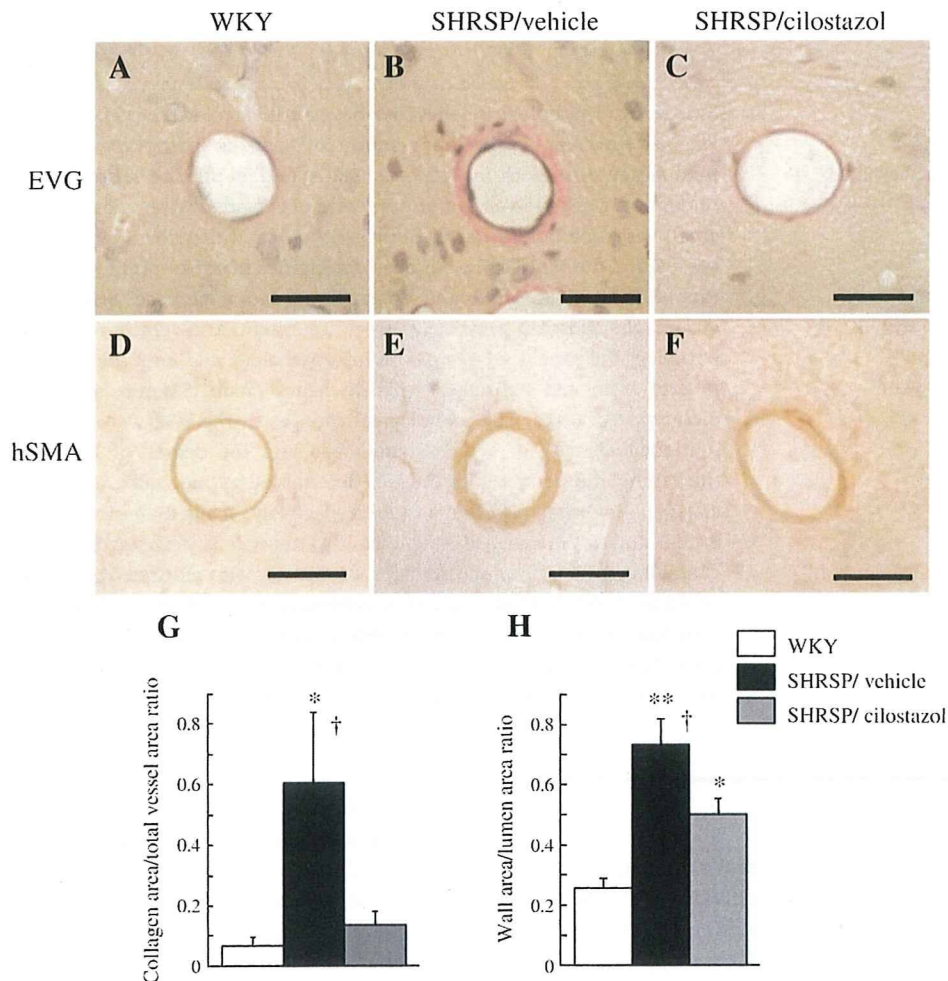 WKY SHRSP/vehicle SHRSP/cilostazol
A B C
EVG
D E F
hSMA
G H
WKY
SHRSP/ vehicle
SHRSP/ cilostazol
Collagen area/total vessel area ratio
0.8
0.6
0.4
0.2
0
*
†
Wall area/lumen area ratio
0.8
0.6
0.4
0.2
0
**
†
*